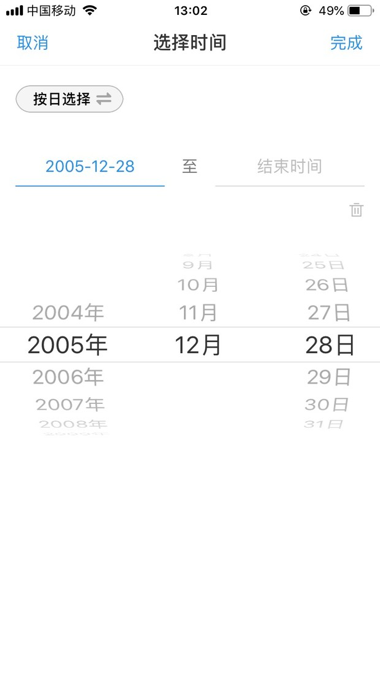 中国移动 13:02 49%
取消 选择时间 完成
按日选择
2005-12-28 至 结束时间
9月 25日
10月 26日
2004年 11月 27日
2005年 12月 28日
2006年 29日
2007年 30日
2008年 31日